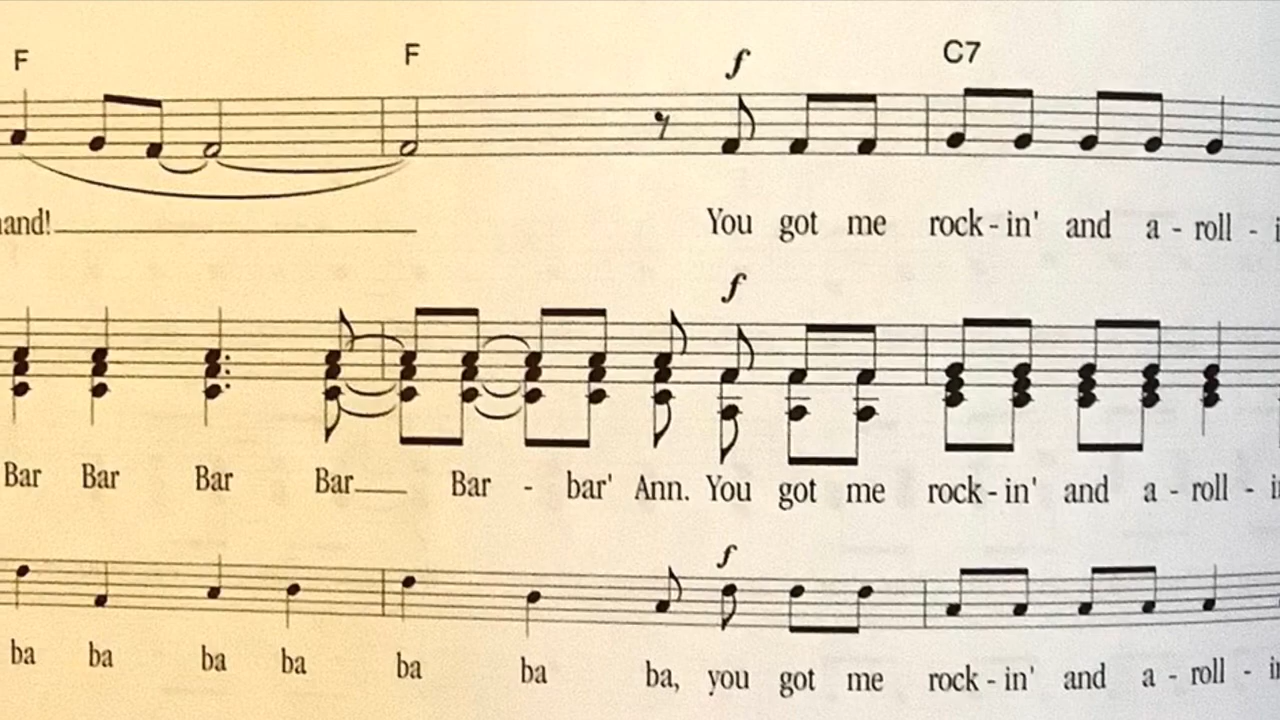 F F f C7
and! You got me rock - in' and a - roll - i
f
Bar Bar Bar Bar Bar - bar' Ann. You got me rock - in' and a - roll - i
f
ba ba ba ba ba ba ba, you got me rock - in' and a - roll - i